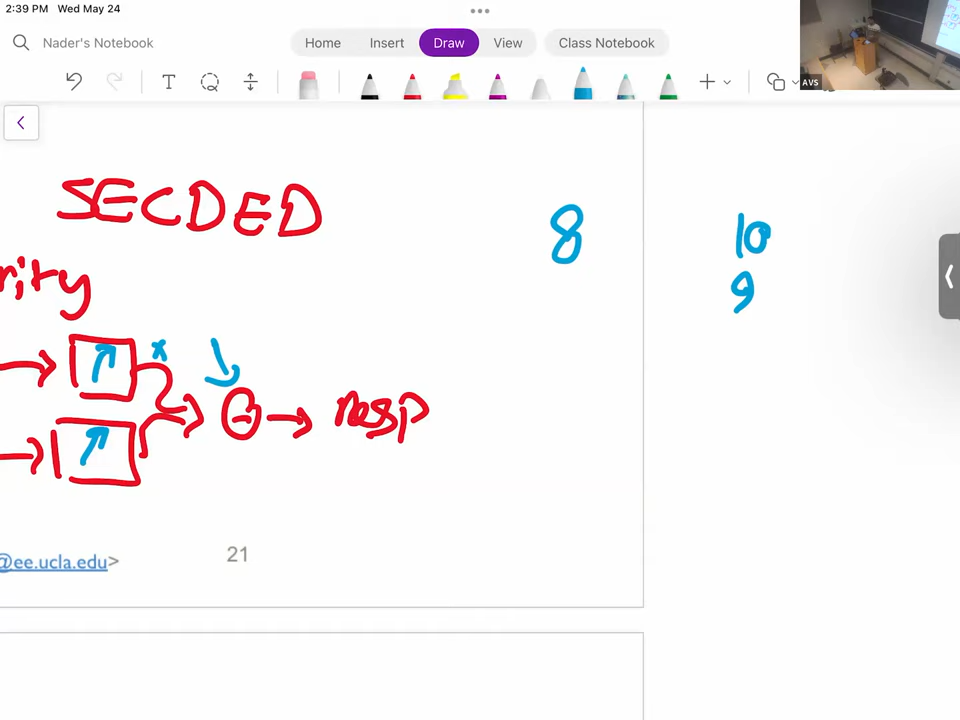 2:39 PM Wed May 24
Nader's Notebook
Home Insert Draw View Class Notebook
T
AVS
SECDED
8
10
9
rity
x
resp
@ee.ucla.edu>
21